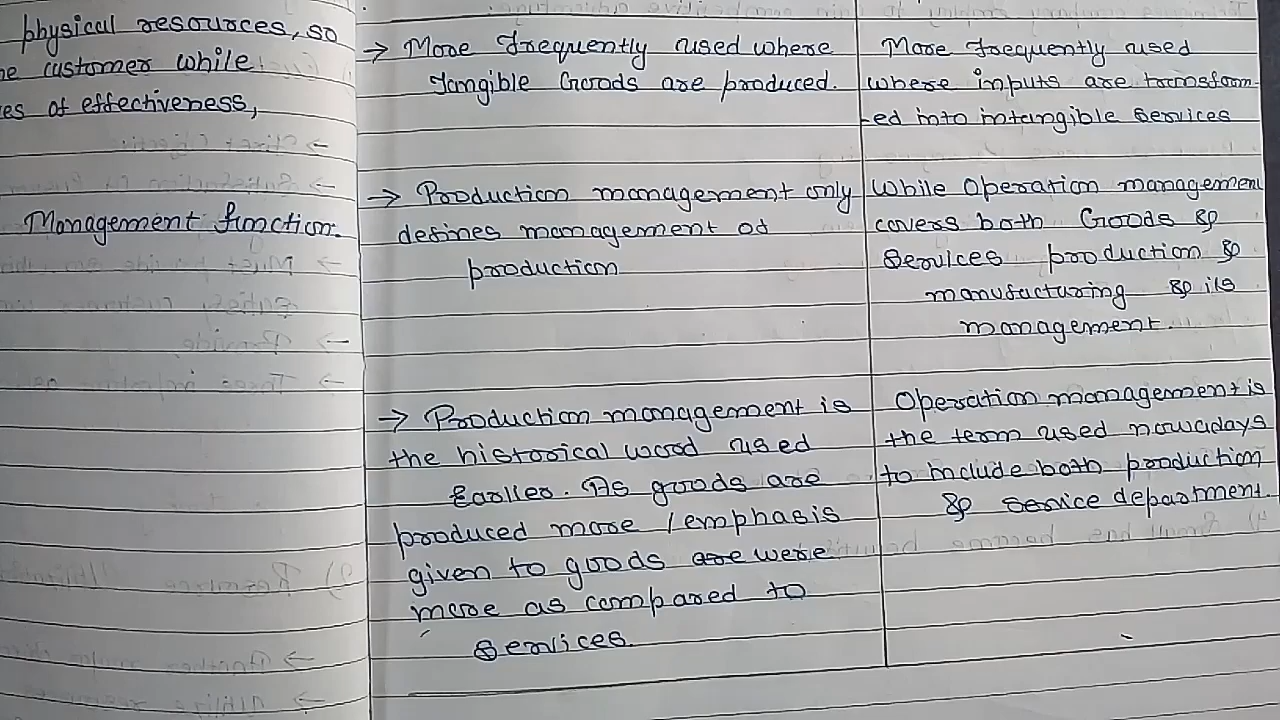 physical resources, so
e customer while
es of effectiveness,
Management function.
→ More frequently used where
tangible Goods are produced.
→ Production management only
defines management of
production
→ Production management is
the historical word used
Earlier. As goods are
produced more / emphasis
given to goods are were
more as compared to
services.
More frequently used
where inputs are transform
-ed into intangible services
While Operation management
covers both Goods &
Services production &
manufacturing & its
management.
Operation management is
the term used nowadays
to include both production
& service department.